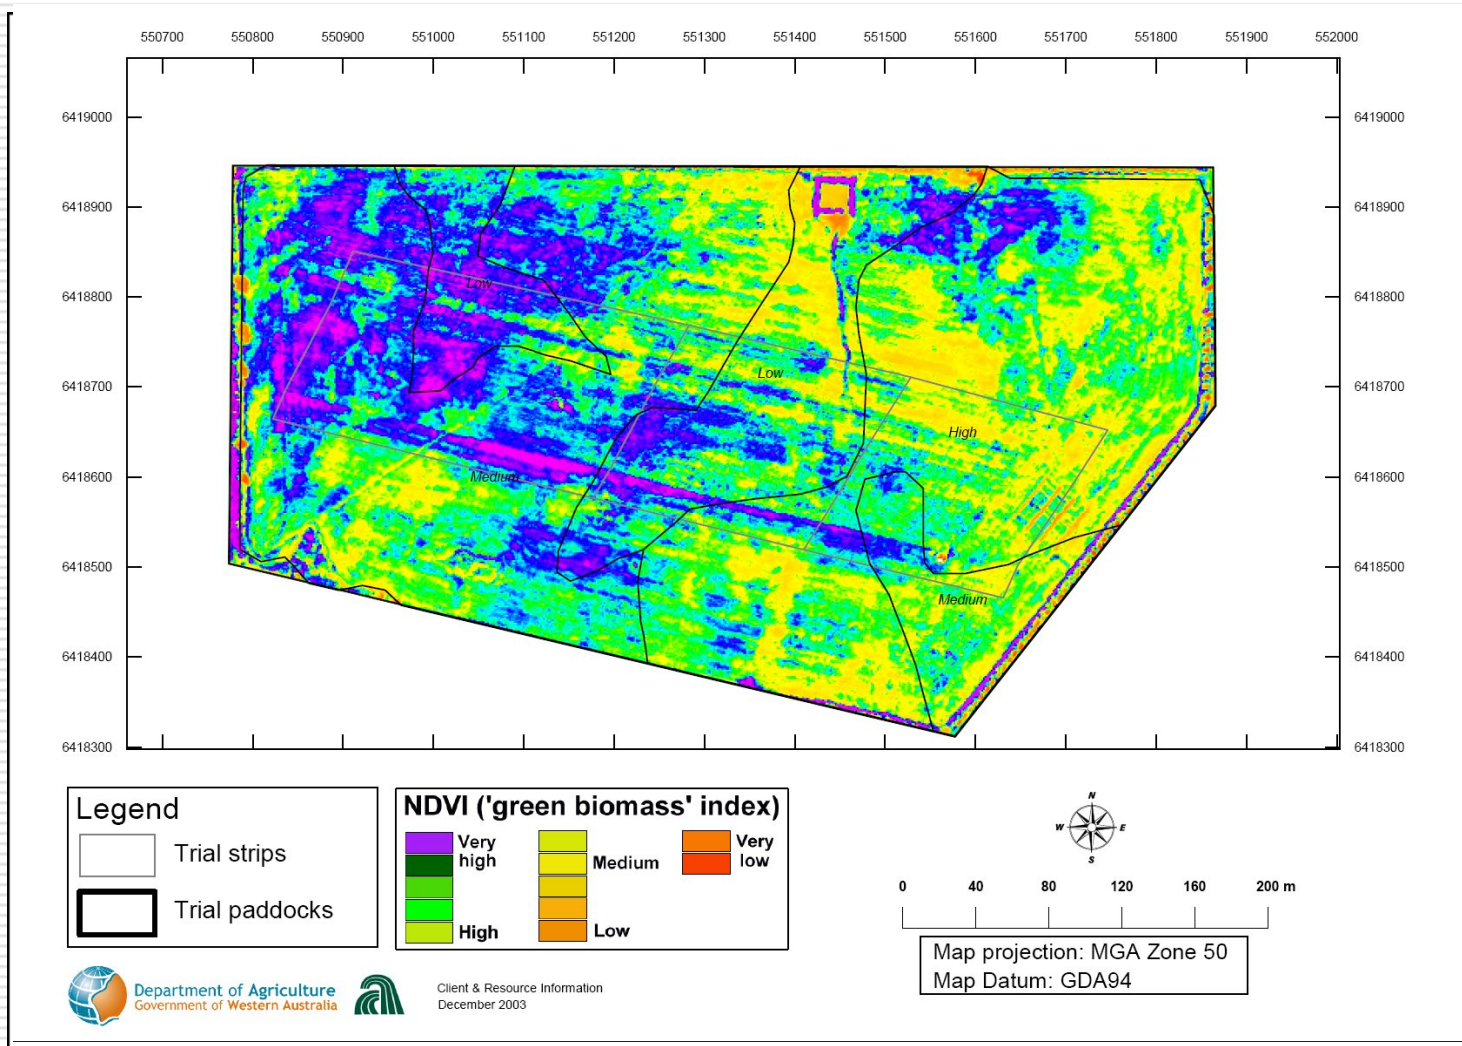 550700 550800 550900 551000 551100 551200 551300 551400 551500 551600 551700 551800 551900 552000
6419000 6419000
6418900 6418900
6418800 6418800
Low
Low
6418700 6418700
High
6418600 6418600
Medium
6418500 6418500
Medium
6418400 6418400
6418300 6418300
Legend
Trial strips
Trial paddocks
NDVI ('green biomass' index)
Very high
High
Medium
Low
Very low
N
W E
S
0 40 80 120 160 200 m
Map projection: MGA Zone 50
Map Datum: GDA94
Department of Agriculture
Government of Western Australia
Client & Resource Information
December 2003